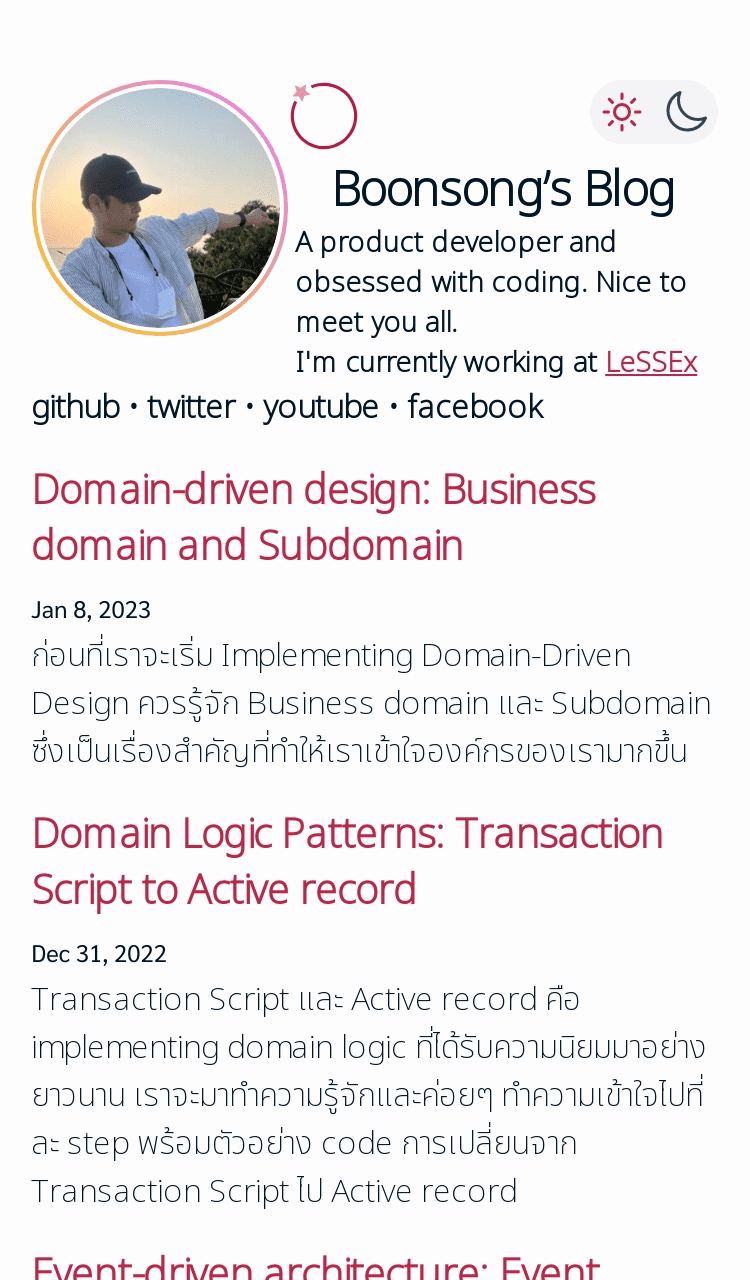 Boonsong’s Blog
A product developer and
obsessed with coding. Nice to
meet you all.
I'm currently working at LeSSEx
github • twitter • youtube • facebook
Domain-driven design: Business
domain and Subdomain
Jan 8, 2023
ก่อนที่เราจะเริ่ม Implementing Domain-Driven
Design ควรรู้จัก Business domain และ Subdomain
ซึ่งเป็นเรื่องสำคัญที่ทำให้เราเข้าใจองค์กรของเรามากขึ้น
Domain Logic Patterns: Transaction
Script to Active record
Dec 31, 2022
Transaction Script และ Active record คือ
implementing domain logic ที่ได้รับความนิยมมาอย่าง
ยาวนาน เราจะมาทำความรู้จักและค่อยๆ ทำความเข้าใจไปที่
ละ step พร้อมตัวอย่าง code การเปลี่ยนจาก
Transaction Script ไป Active record
Event-driven architecture: Event